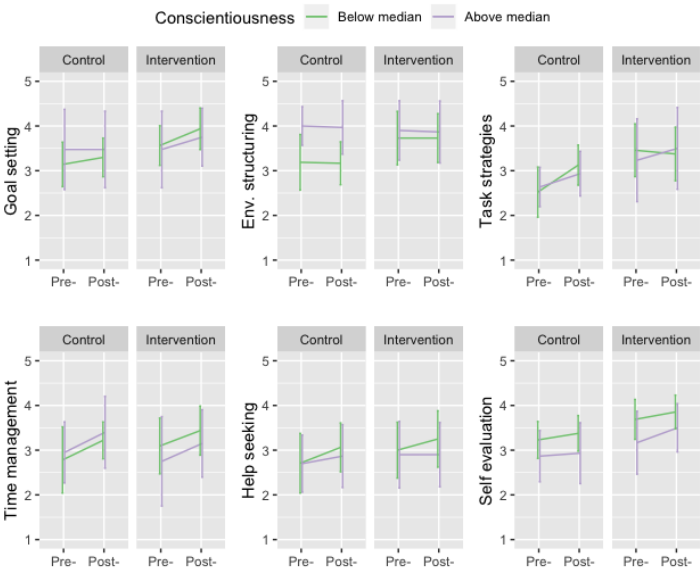 Conscientiousness Below median Above median
Control Intervention
Goal setting
5
4
3
2
1
Pre- Post- Pre- Post-
Control Intervention
Env. structuring
5
4
3
2
1
Pre- Post- Pre- Post-
Control Intervention
Task strategies
5
4
3
2
1
Pre- Post- Pre- Post-
Control Intervention
Time management
5
4
3
2
1
Pre- Post- Pre- Post-
Control Intervention
Help seeking
5
4
3
2
1
Pre- Post- Pre- Post-
Control Intervention
Self evaluation
5
4
3
2
1
Pre- Post- Pre- Post-